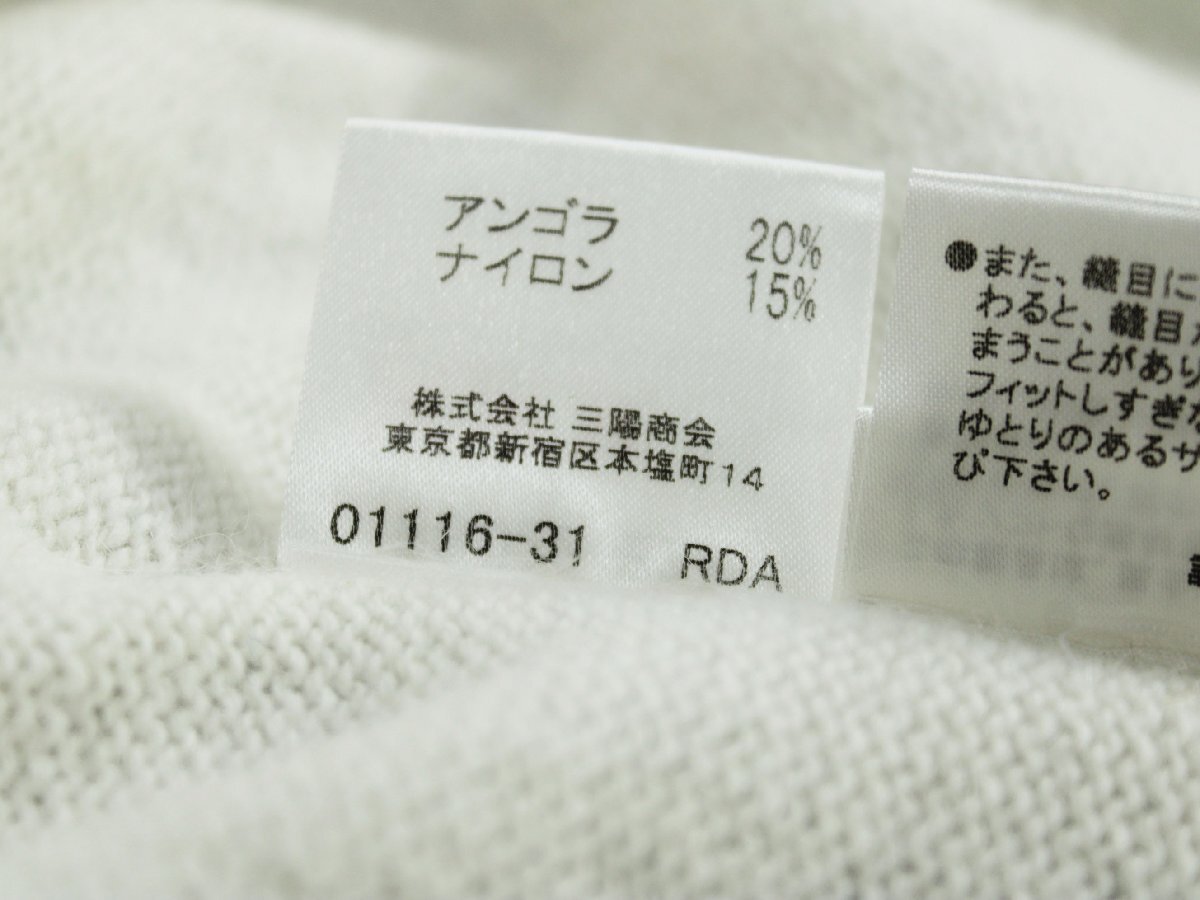 アンゴラ 20%
ナイロン 15%
株式会社 三陽商会
東京都新宿区本塩町14
01116-31 RDA
●また、縫目に
わると、縫目
まうことがあり
フィットしすぎ
ゆとりのあるサ
び下さい。